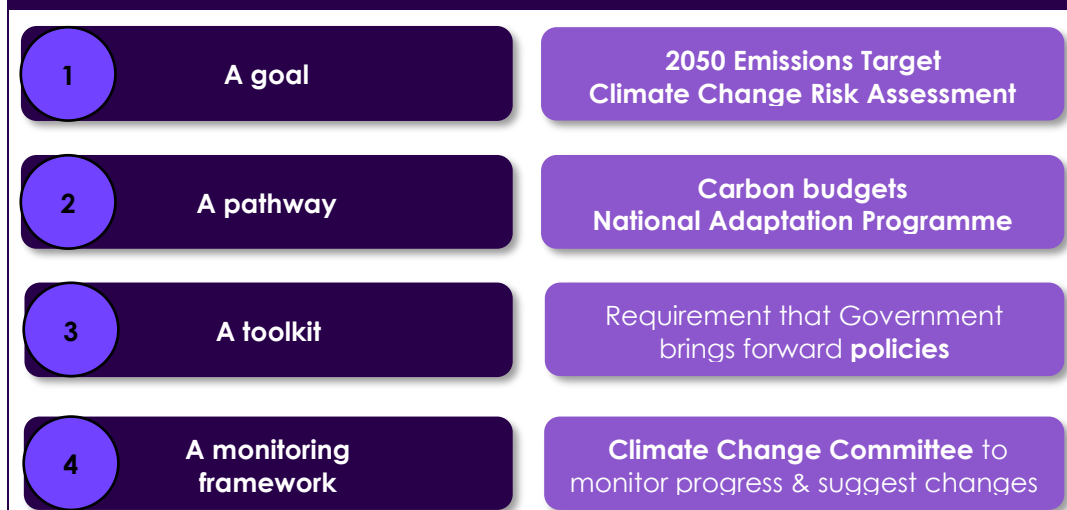 1
A goal
2050 Emissions Target
Climate Change Risk Assessment
2
A pathway
Carbon budgets
National Adaptation Programme
3
A toolkit
Requirement that Government
brings forward policies
4
A monitoring
framework
Climate Change Committee to
monitor progress & suggest changes